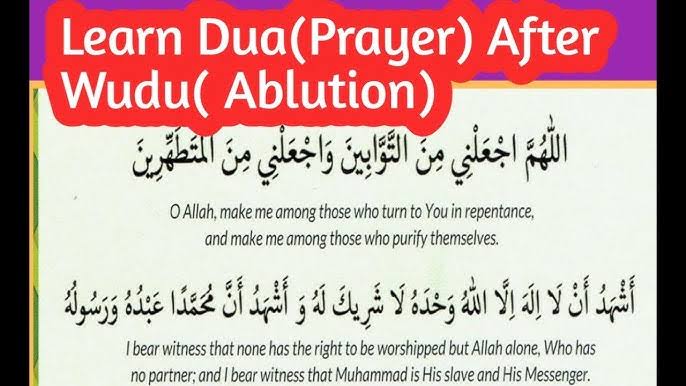 Learn Dua(Prayer) After
Wudu( Ablution)
اللّٰهُمَّ اجْعَلْنِي مِنَ التَّوَّابِينَ وَاجْعَلْنِي مِنَ الْمُتَطَهِّرِينَ
O Allah, make me among those who turn to You in repentance,
and make me among those who purify themselves.
أَشْهَدُ أَنْ لَا إِلَهَ إِلَّا اللهُ وَحْدَهُ لَا شَرِيكَ لَهُ وَ أَشْهَدُ أَنَّ مُحَمَّدًا عَبْدُهُ وَرَسُولُهُ
I bear witness that none has the right to be worshipped but Allah alone, Who has
no partner; and I bear witness that Muhammad is His slave and His Messenger.